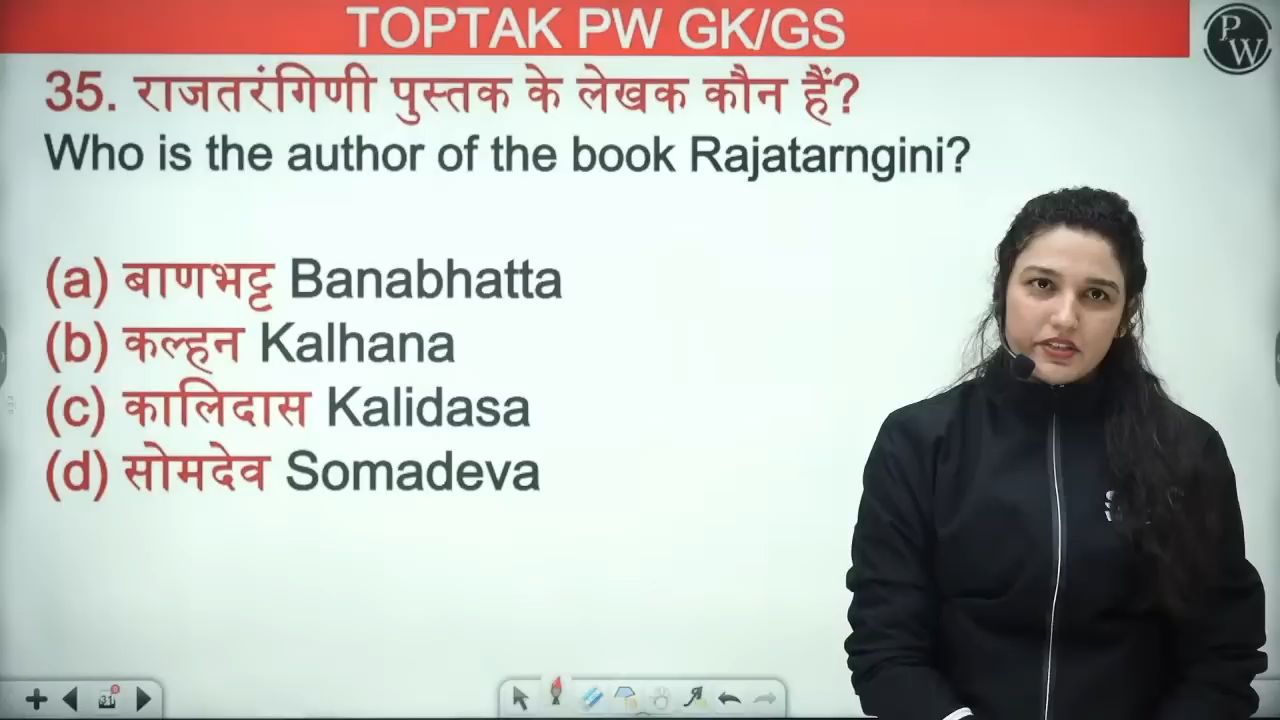 TOPTAK PW GK/GS
PW
35. राजतरंगिणी पुस्तक के लेखक कौन हैं?
Who is the author of the book Rajatarngini?
(a) बाणभट्ट Banabhatta
(b) कल्हन Kalhana
(c) कालिदास Kalidasa
(d) सोमदेव Somadeva
31